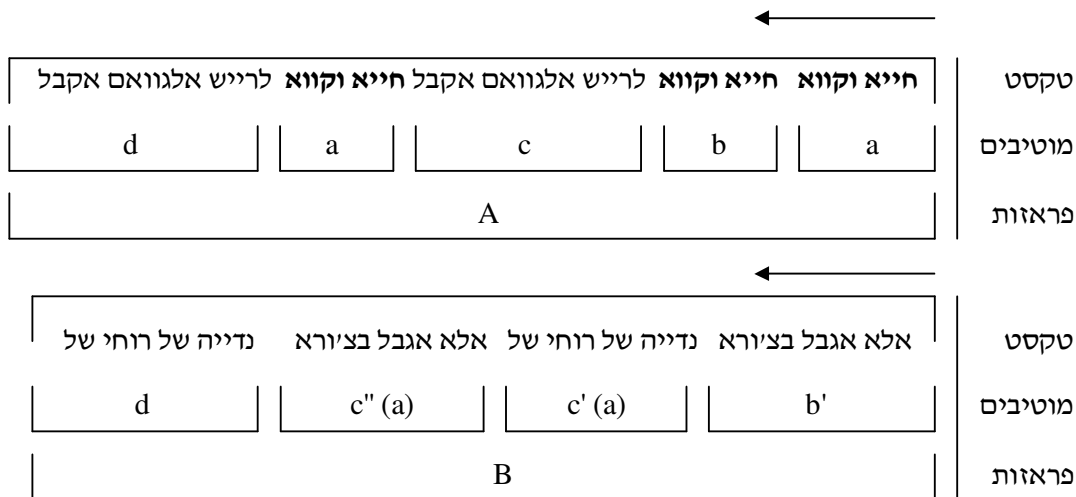 טקסט חייא וקווא חייא וקווא לרייש אלגוואם אקבל חייא וקווא לרייש אלגוואם אקבל
מוטיבים a b c a d
פראזות A
טקסט אלא אגבל בצ'ורא נדייה של רוחי של אלא אגבל בצ'ורא נדייה של רוחי של
מוטיבים b' c' (a) c'' (a) d
פראזות B